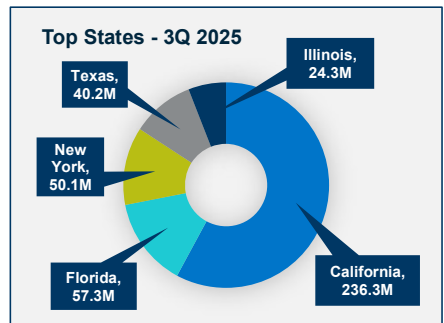 Top States - 3Q 2025
Illinois,
24.3M
Texas,
40.2M
New
York,
50.1M
Florida,
57.3M
California,
236.3M